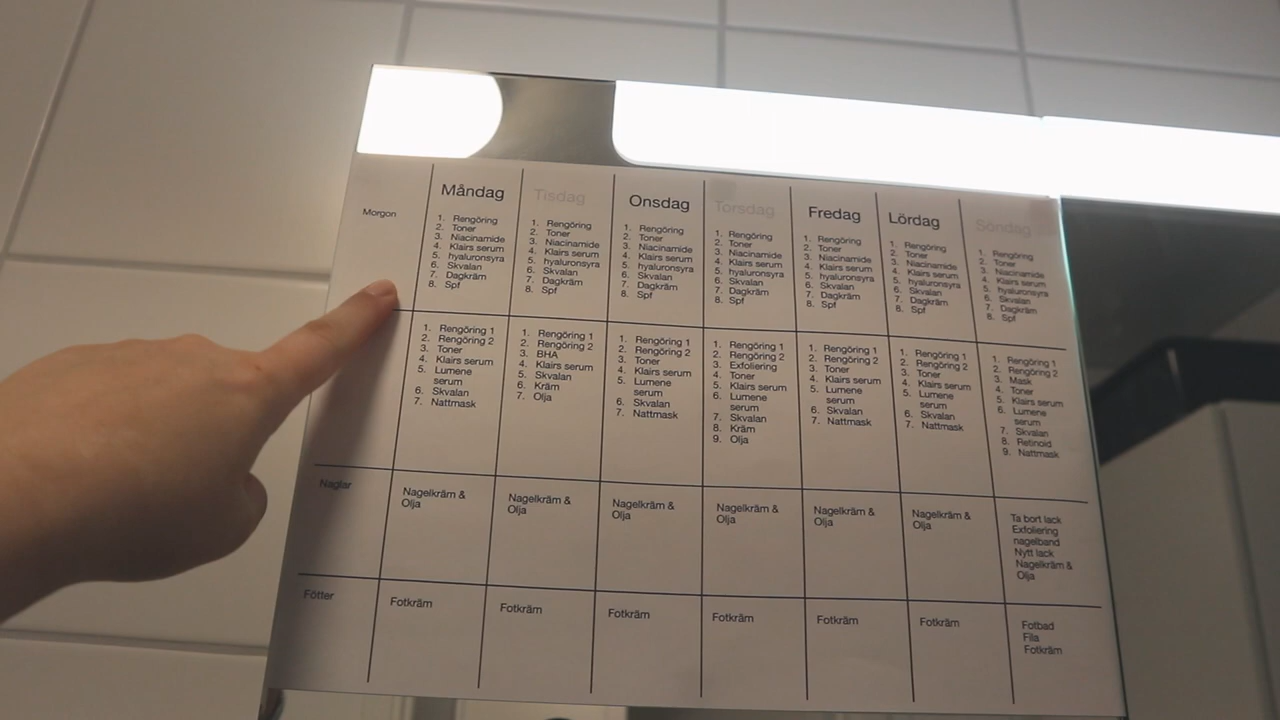 Måndag
Tisdag
Onsdag
Torsdag
Fredag
Lördag
Söndag
Morgon
1. Rengöring
2. Toner
3. Niacinamide
4. Klairs serum
5. hyaluronsyra
6. Skvalan
7. Dagkräm
8. Spf
1. Rengöring
2. Toner
3. Niacinamide
4. Klairs serum
5. hyaluronsyra
6. Skvalan
7. Dagkräm
8. Spf
1. Rengöring
2. Toner
3. Niacinamide
4. Klairs serum
5. hyaluronsyra
6. Skvalan
7. Dagkräm
8. Spf
1. Rengöring
2. Toner
3. Niacinamide
4. Klairs serum
5. hyaluronsyra
6. Skvalan
7. Dagkräm
8. Spf
1. Rengöring
2. Toner
3. Niacinamide
4. Klairs serum
5. hyaluronsyra
6. Skvalan
7. Dagkräm
8. Spf
1. Rengöring
2. Toner
3. Niacinamide
4. Klairs serum
5. hyaluronsyra
6. Skvalan
7. Dagkräm
8. Spf
1. Rengöring
2. Toner
3. Niacinamide
4. Klairs serum
5. hyaluronsyra
6. Skvalan
7. Dagkräm
8. Spf
1. Rengöring 1
2. Rengöring 2
3. Toner
4. Klairs serum
5. Lumene
serum
6. Skvalan
7. Nattmask
1. Rengöring 1
2. Rengöring 2
3. BHA
4. Klairs serum
5. Skvalan
6. Kräm
7. Olja
1. Rengöring 1
2. Rengöring 2
3. Toner
4. Klairs serum
5. Lumene
serum
6. Skvalan
7. Nattmask
1. Rengöring 1
2. Rengöring 2
3. Exfoliering
4. Toner
5. Klairs serum
6. Lumene
serum
7. Skvalan
8. Kräm
9. Olja
1. Rengöring 1
2. Rengöring 2
3. Toner
4. Klairs serum
5. Lumene
serum
6. Skvalan
7. Nattmask
1. Rengöring 1
2. Rengöring 2
3. Toner
4. Klairs serum
5. Lumene
serum
6. Skvalan
7. Nattmask
1. Rengöring 1
2. Rengöring 2
3. Mask
4. Toner
5. Klairs serum
6. Lumene
serum
7. Skvalan
8. Retinoid
9. Nattmask
Naglar
Nagelkräm &
Olja
Nagelkräm &
Olja
Nagelkräm &
Olja
Nagelkräm &
Olja
Nagelkräm &
Olja
Nagelkräm &
Olja
Ta bort lack
Exfoliering
nagelband
Nytt lack
Nagelkräm &
Olja
Fötter
Fotkräm
Fotkräm
Fotkräm
Fotkräm
Fotkräm
Fotkräm
Fotbad
Fila
Fotkräm